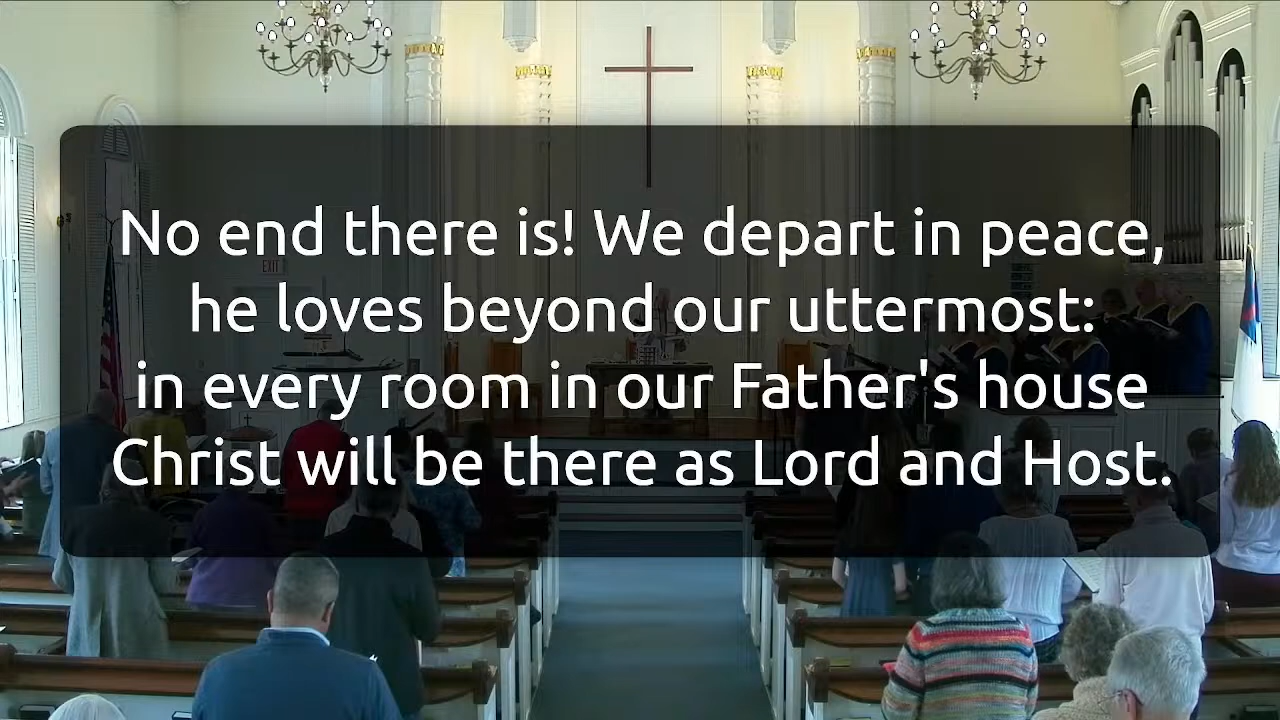 No end there is! We depart in peace,
he loves beyond our uttermost:
in every room in our Father's house
Christ will be there as Lord and Host.
EXIT